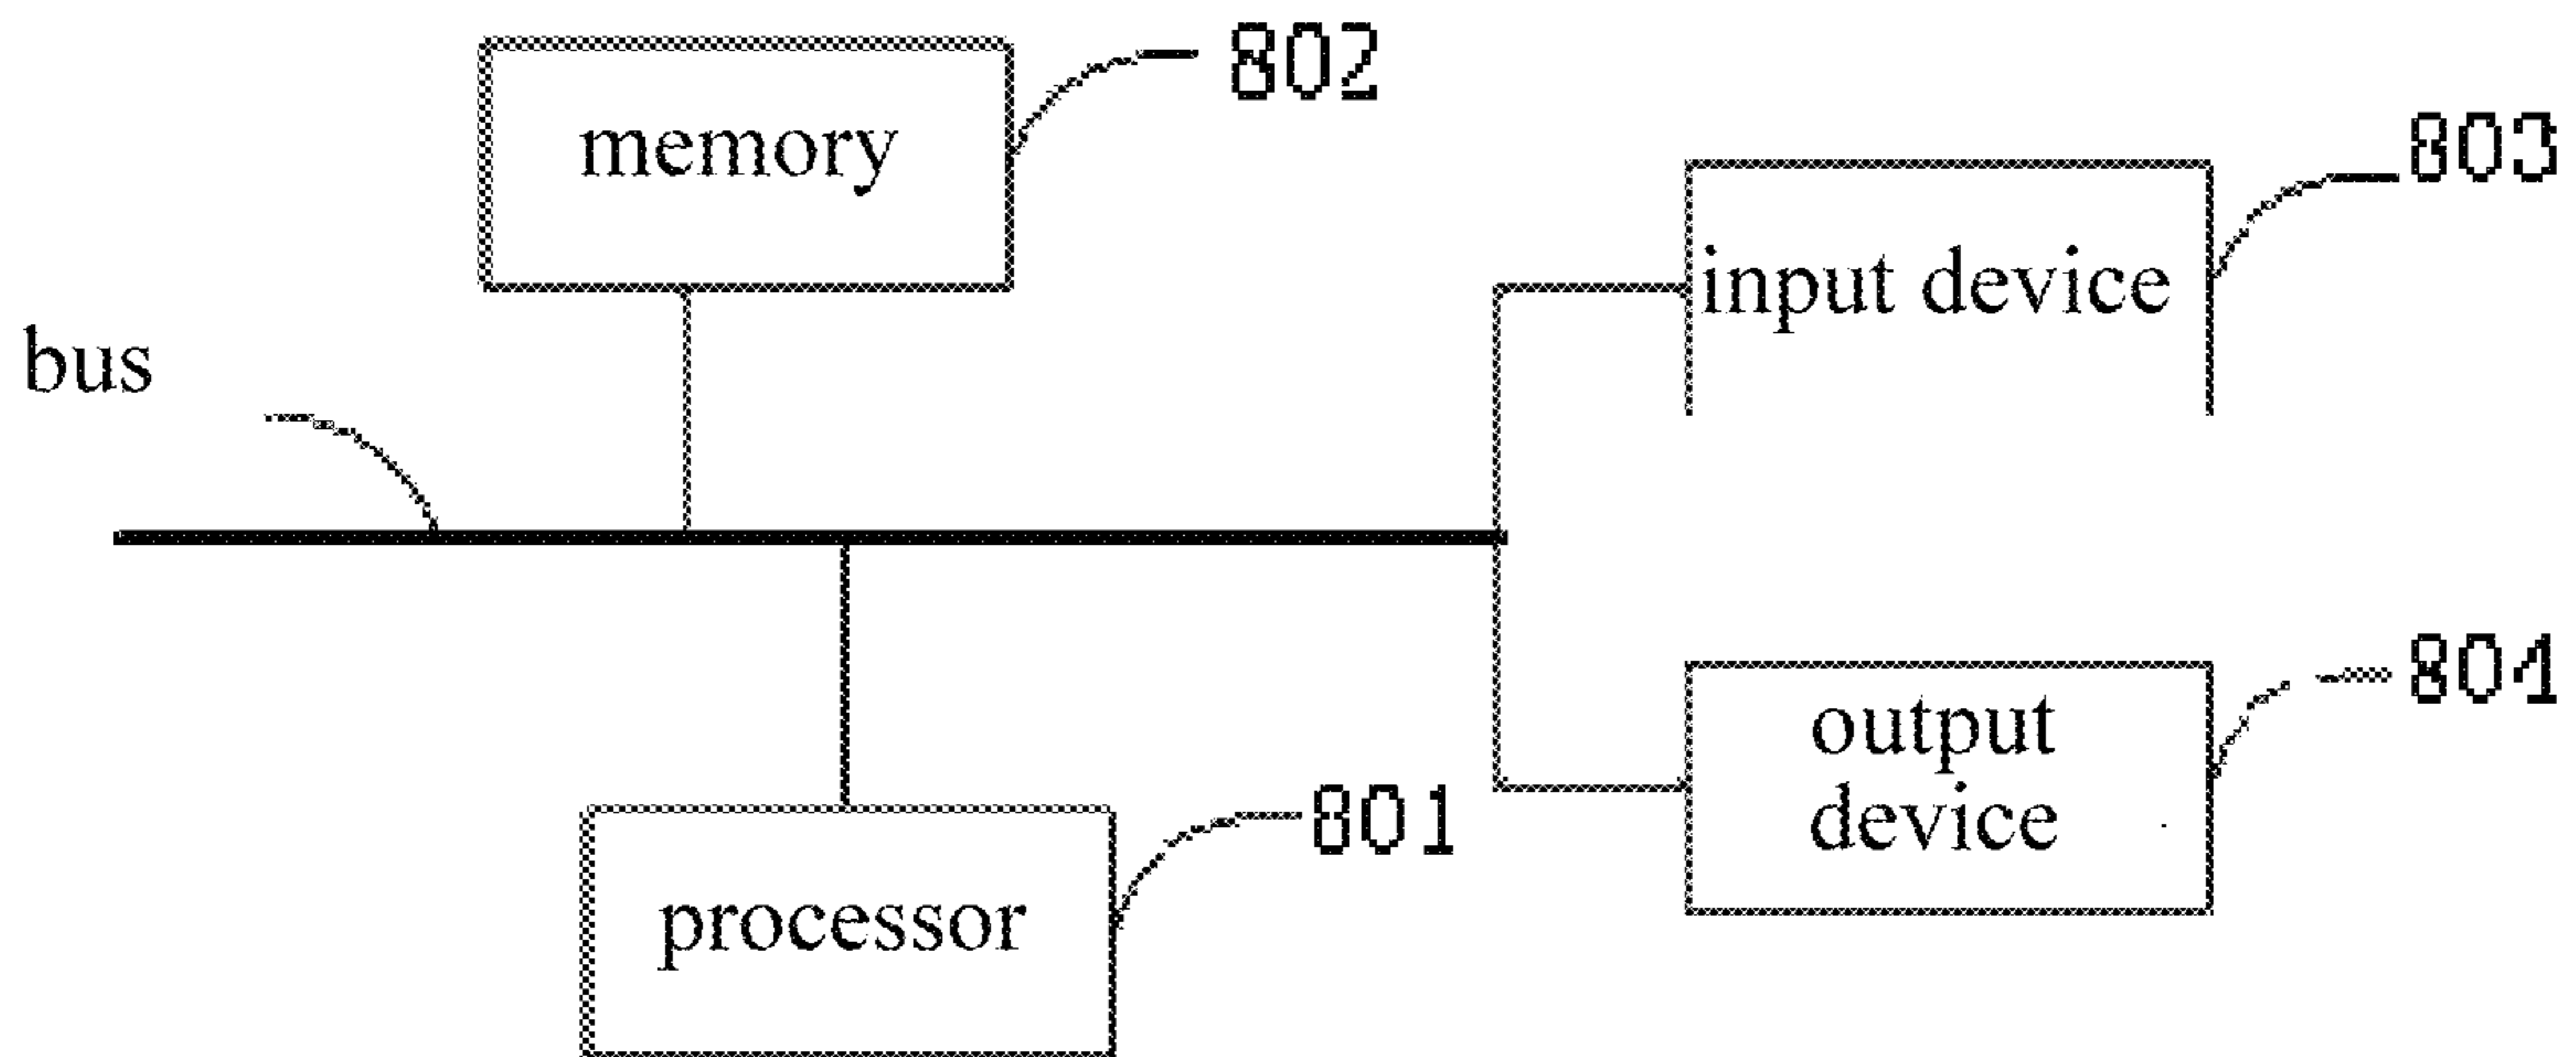 802
memory
803
input device
bus
804
output
device
801
processor